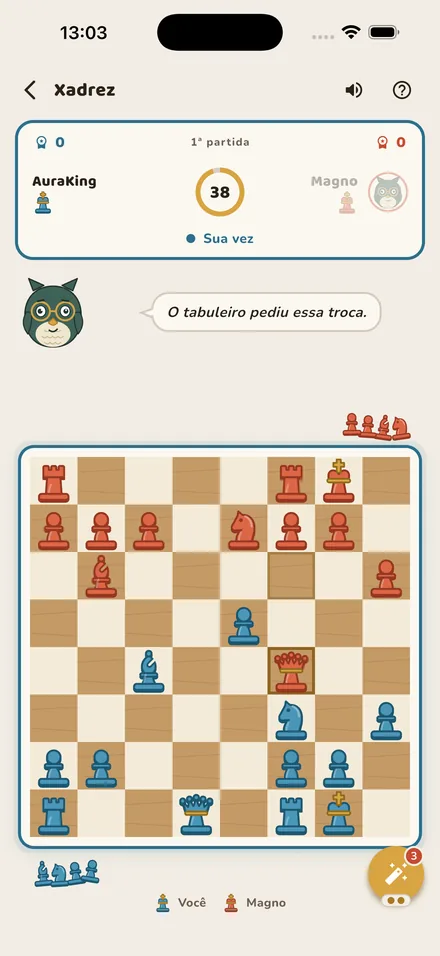 13:03
Xadrez
0
1ª partida
0
AuraKing
38
Magno
Sua vez
O tabuleiro pediu essa troca.
3
Você
Magno